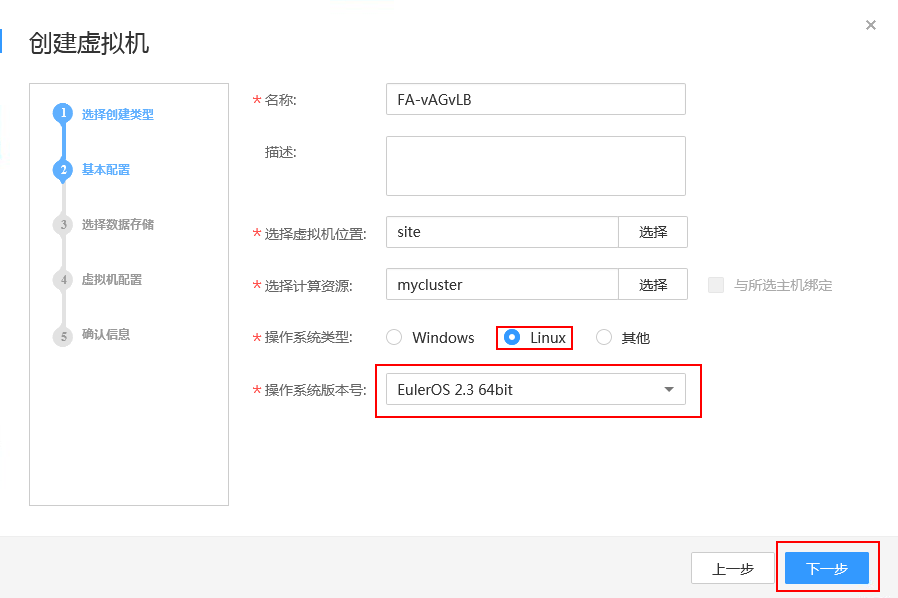 创建虚拟机
1 选择创建类型
2 基本配置
3 选择数据存储
4 虚拟机配置
5 确认信息
* 名称: FA-vAGvLB
描述:
* 选择虚拟机位置: site 选择
* 选择计算资源: mycluster 选择 与所选主机绑定
* 操作系统类型: Windows Linux 其他
* 操作系统版本号: EulerOS 2.3 64bit
上一步 下一步